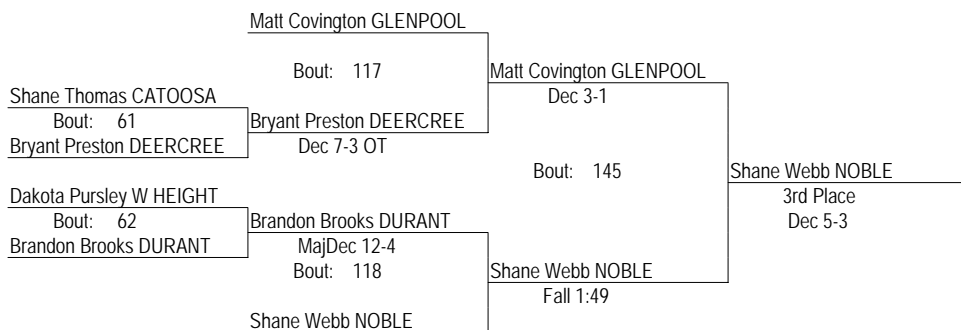 Matt Covington GLENPOOL
Bout: 117
Matt Covington GLENPOOL
Dec 3-1
Shane Thomas CATOOSA
Bout: 61
Bryant Preston DEERCREE
Bryant Preston DEERCREE
Dec 7-3 OT
Bout: 145
Shane Webb NOBLE
3rd Place
Dec 5-3
Dakota Pursley W HEIGHT
Bout: 62
Brandon Brooks DURANT
Brandon Brooks DURANT
MajDec 12-4
Bout: 118
Shane Webb NOBLE
Fall 1:49
Shane Webb NOBLE